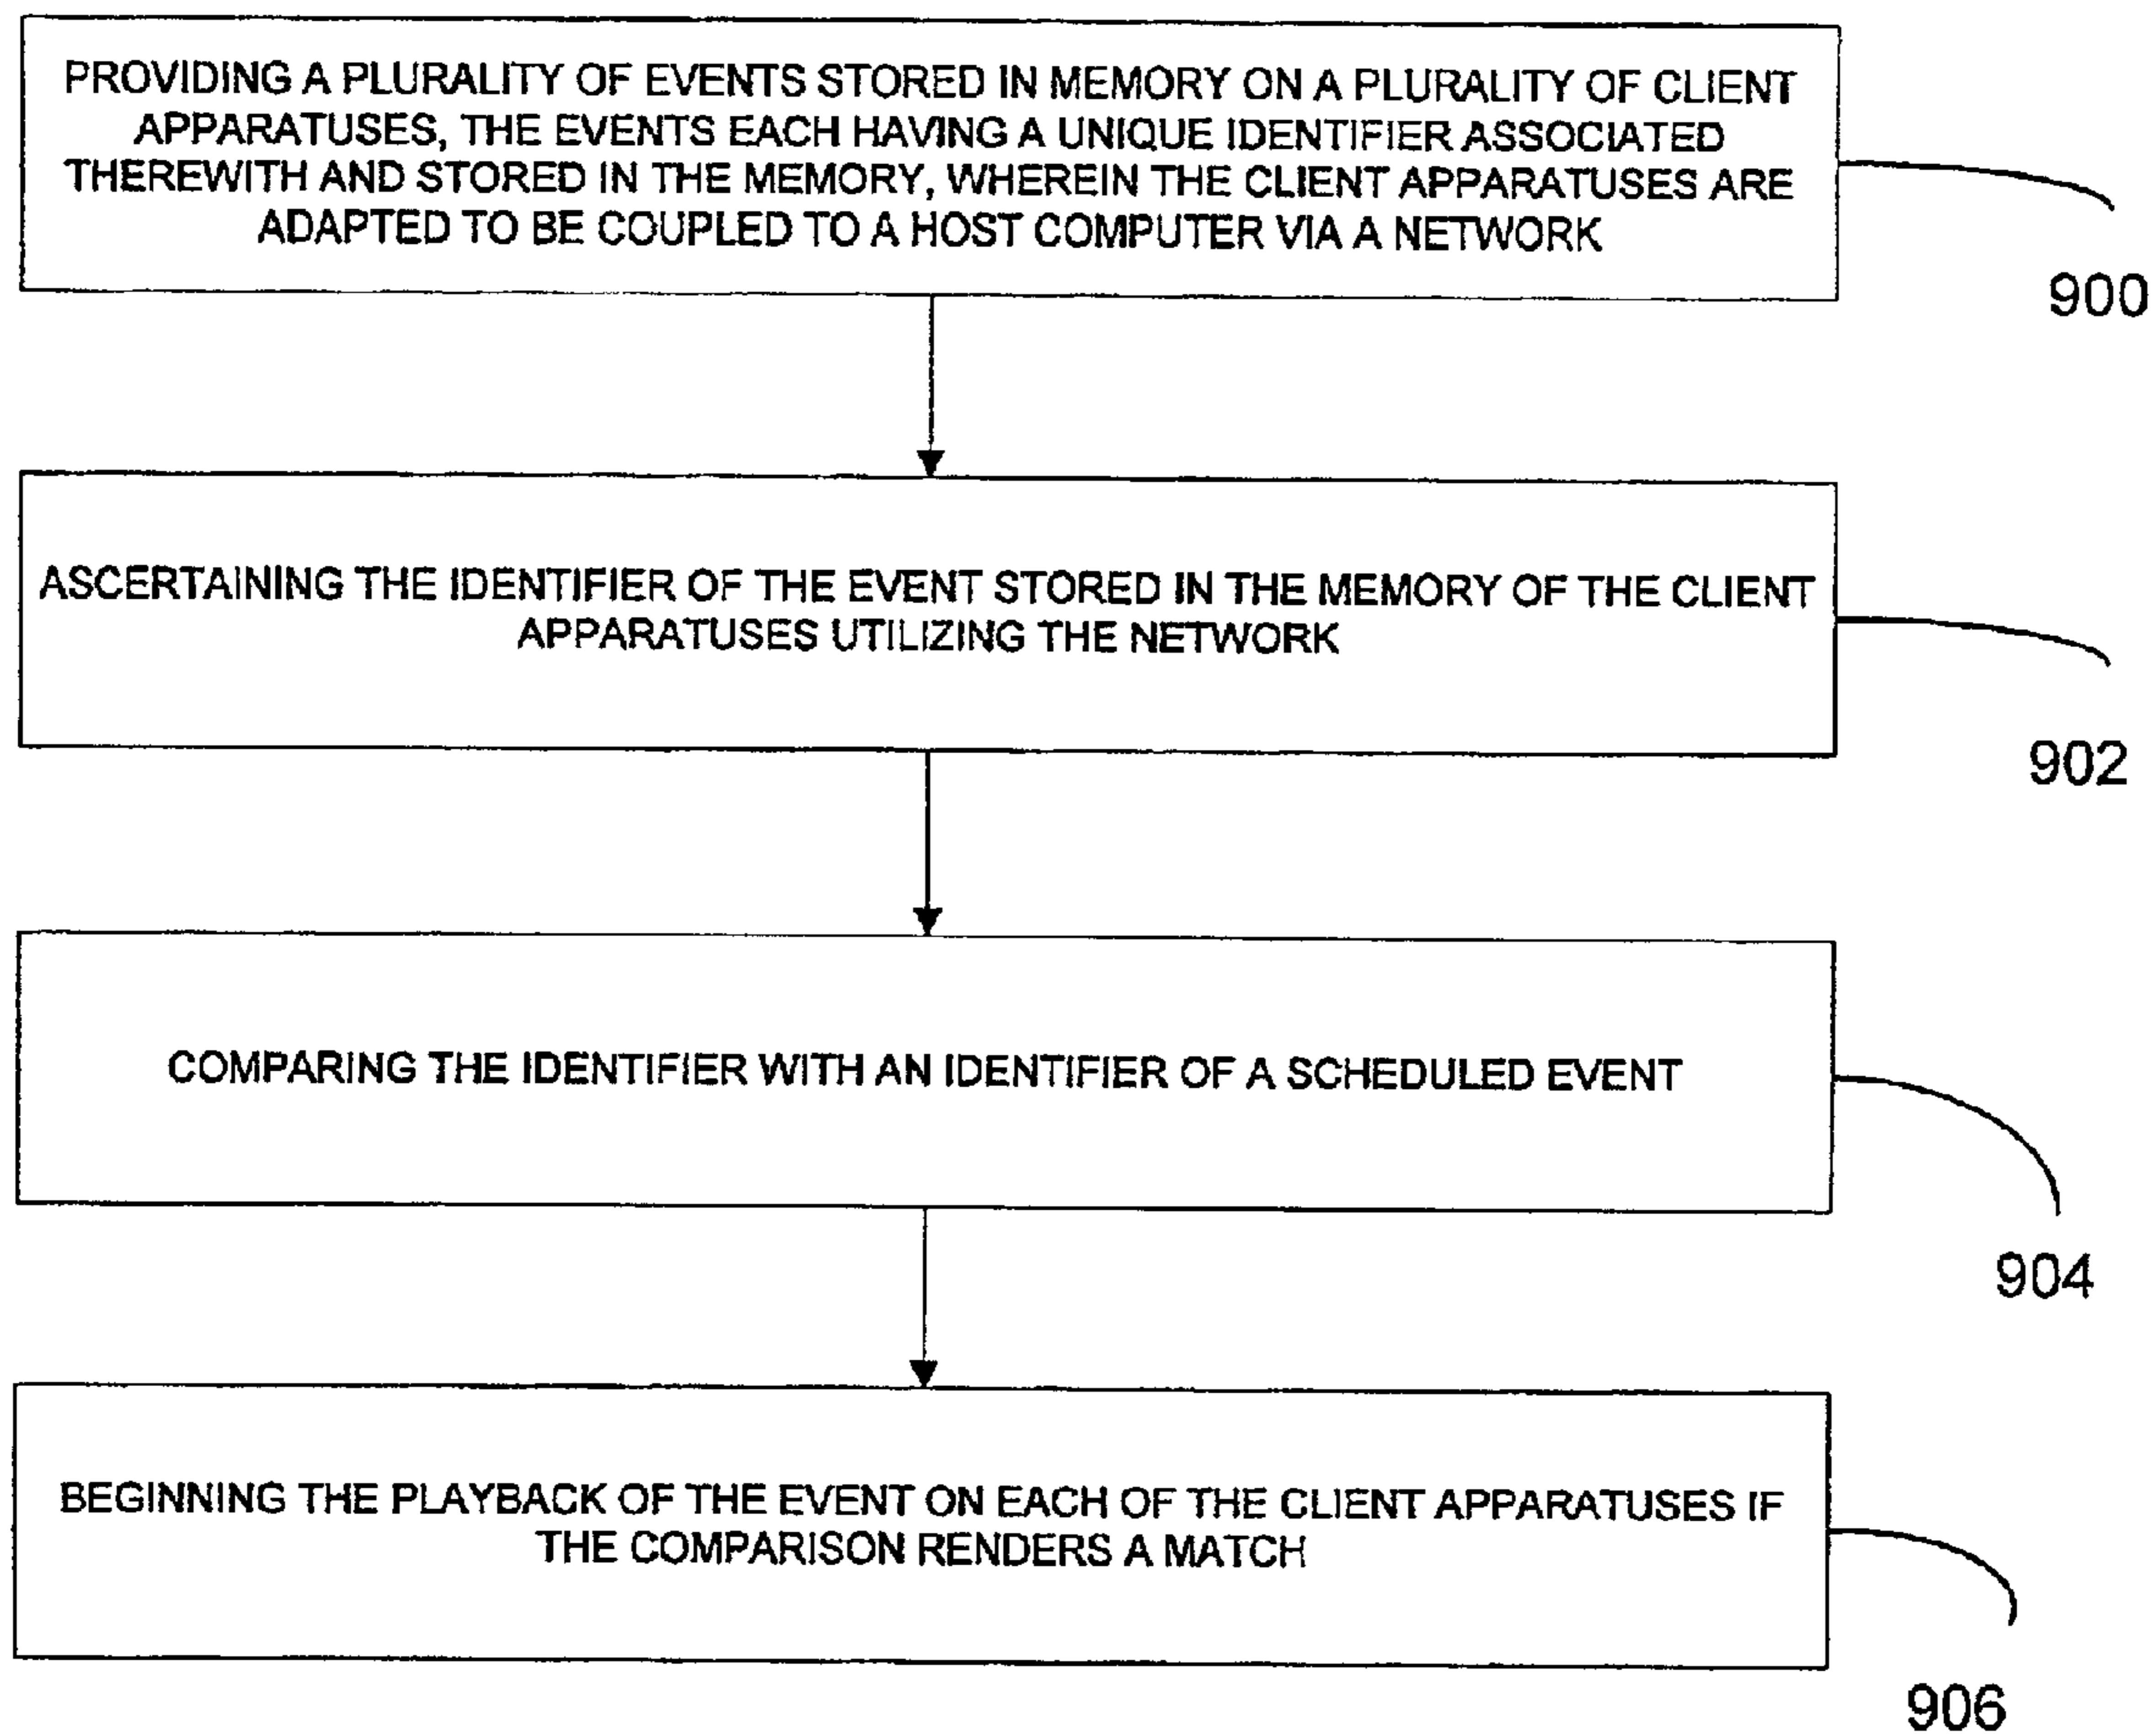 PROVIDING A PLURALITY OF EVENTS STORED IN MEMORY ON A PLURALITY OF CLIENT
APPARATUSES, THE EVENTS EACH HAVING A UNIQUE IDENTIFIER ASSOCIATED
THEREWITH AND STORED IN THE MEMORY, WHEREIN THE CLIENT APPARATUSES ARE
ADAPTED TO BE COUPLED TO A HOST COMPUTER VIA A NETWORK
900
ASCERTAINING THE IDENTIFIER OF THE EVENT STORED IN THE MEMORY OF THE CLIENT
APPARATUSES UTILIZING THE NETWORK
902
COMPARING THE IDENTIFIER WITH AN IDENTIFIER OF A SCHEDULED EVENT
904
BEGINNING THE PLAYBACK OF THE EVENT ON EACH OF THE CLIENT APPARATUSES IF
THE COMPARISON RENDERS A MATCH
906